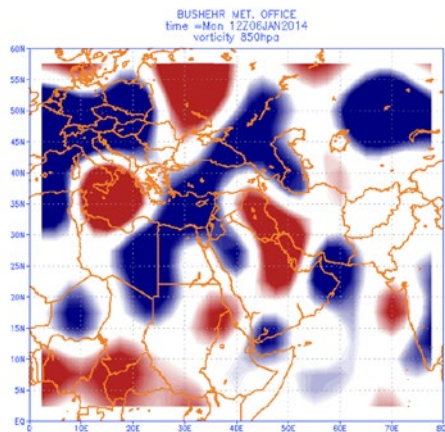 BUSHEHR MET. OFFICE
time =Mon 12Z06JAN2014
vorticity 850hpa
60N
55N
50N
45N
40N
35N
30N
25N
20N
15N
10N
5N
EQ
0 10E 20E 30E 40E 50E 60E 70E 80E